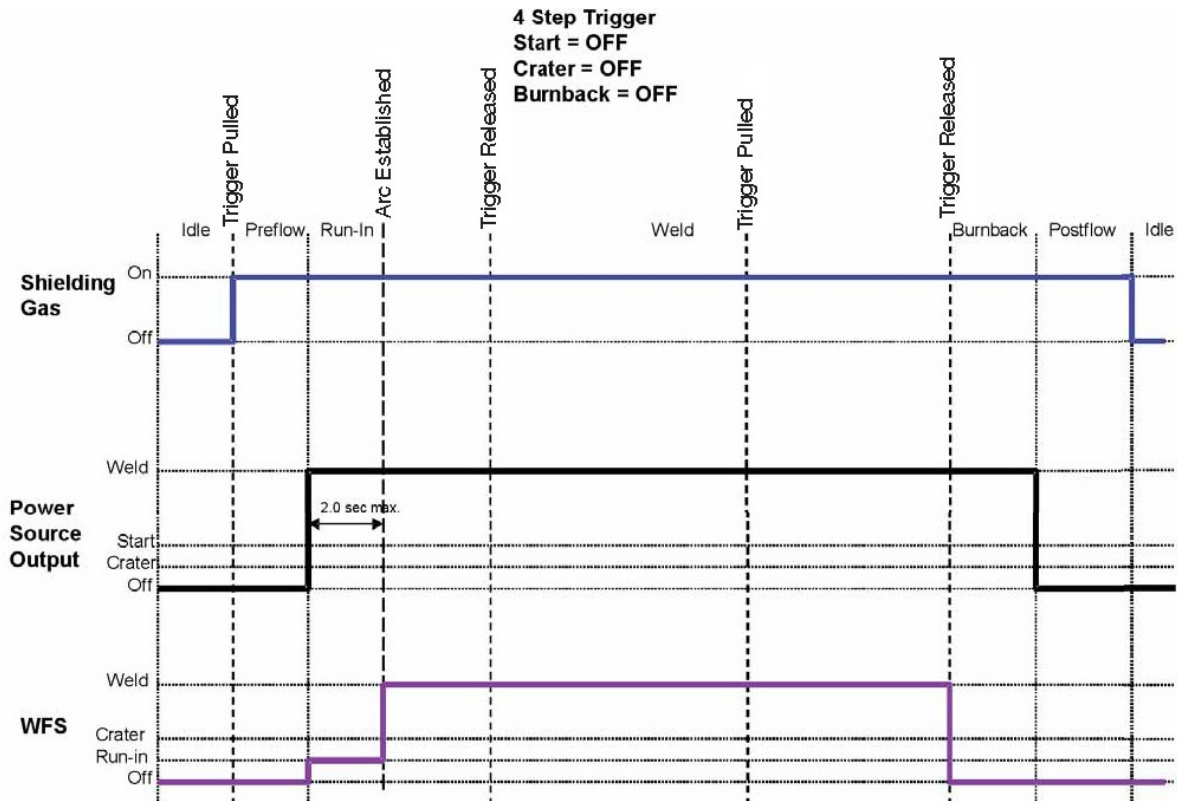 4 Step Trigger
Start = OFF
Crater = OFF
Burnback = OFF
Trigger Pulled
Arc Established
Trigger Released
Trigger Pulled
Trigger Released
Idle
Preflow
Run-In
Weld
Burnback
Postflow
Idle
Shielding
Gas
On
Off
Power
Source
Output
Weld
2.0 sec max.
Start
Crater
Off
WFS
Weld
Crater
Run-in
Off